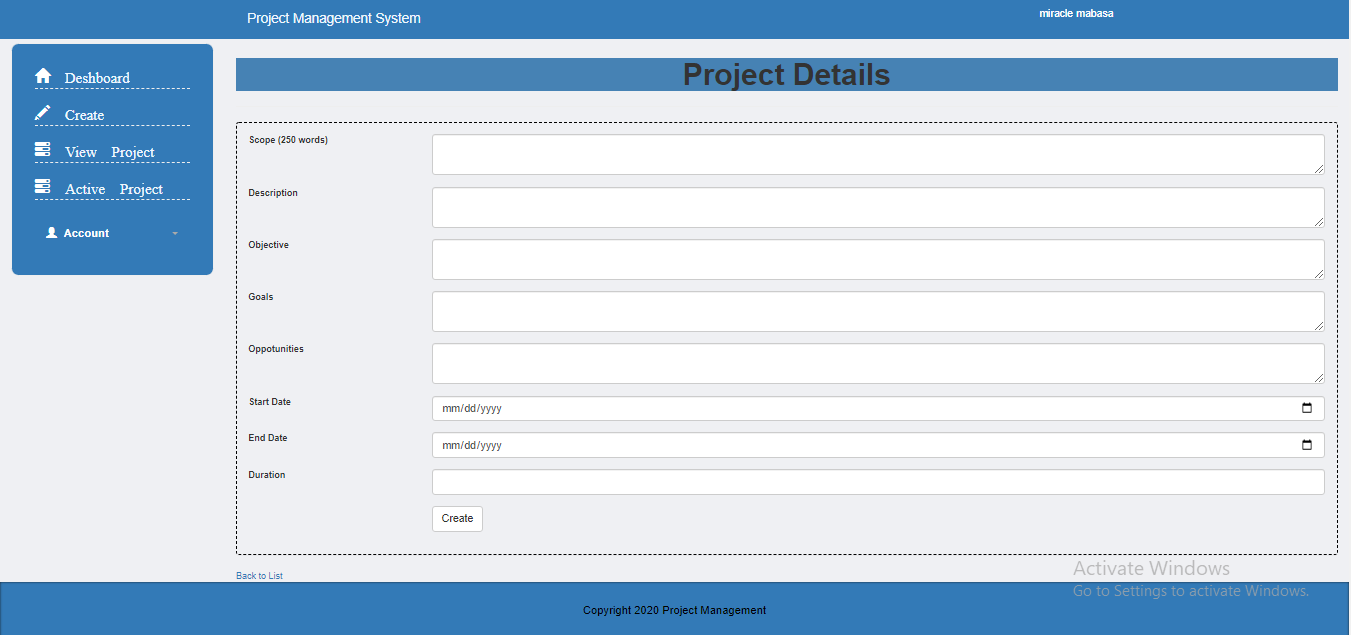 Project Management System
miracle mabasa
Deshboard
Create
View Project
Active Project
Account
Project Details
Scope (250 words)
Description
Objective
Goals
Oppotunities
Start Date
mm/dd/yyyy
End Date
mm/dd/yyyy
Duration
Create
Back to List
Activate Windows
Go to Settings to activate Windows.
Copyright 2020 Project Management